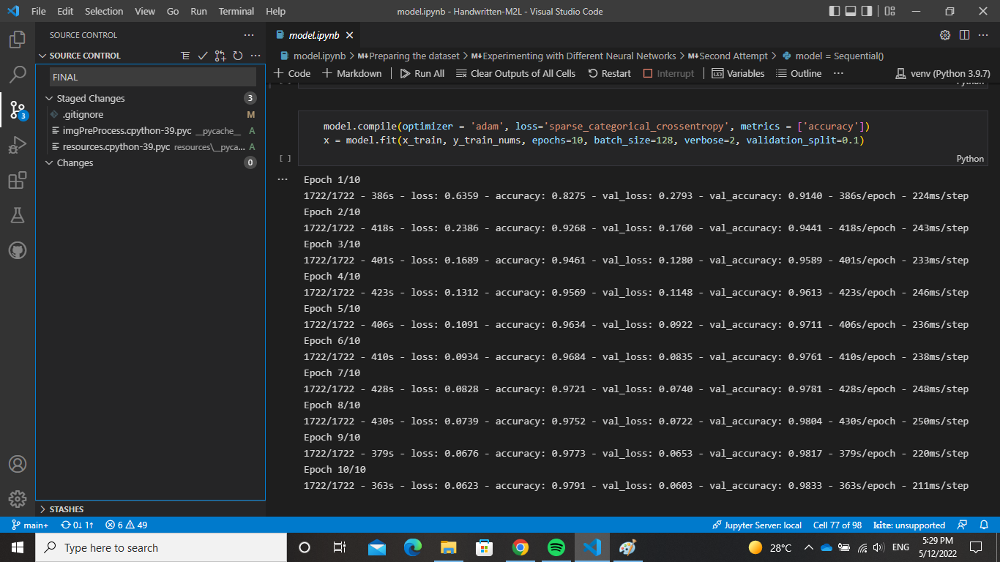 File Edit Selection View Go Run Terminal Help model.ipynb - Handwritten-M2L - Visual Studio Code
SOURCE CONTROL
SOURCE CONTROL
FINAL
Staged Changes 3
.gitignore M
imgPreProcess.cpython-39.pyc __pycache__ A
resources.cpython-39.pyc resources\__pyca... A
Changes 0
STASHES
model.ipynb
model.ipynb > M↓Preparing the dataset > M↓Experimenting with Different Neural Networks > M↓Second Attempt > model = Sequential()
+ Code + Markdown Run All Clear Outputs of All Cells Restart Interrupt Variables Outline ... venv (Python 3.9.7)
model.compile(optimizer = 'adam', loss='sparse_categorical_crossentropy', metrics = ['accuracy'])
x = model.fit(x_train, y_train_nums, epochs=10, batch_size=128, verbose=2, validation_split=0.1)
[ ] Python
Epoch 1/10
1722/1722 - 386s - loss: 0.6359 - accuracy: 0.8275 - val_loss: 0.2793 - val_accuracy: 0.9140 - 386s/epoch - 224ms/step
Epoch 2/10
1722/1722 - 418s - loss: 0.2386 - accuracy: 0.9268 - val_loss: 0.1760 - val_accuracy: 0.9441 - 418s/epoch - 243ms/step
Epoch 3/10
1722/1722 - 401s - loss: 0.1689 - accuracy: 0.9461 - val_loss: 0.1280 - val_accuracy: 0.9589 - 401s/epoch - 233ms/step
Epoch 4/10
1722/1722 - 423s - loss: 0.1312 - accuracy: 0.9569 - val_loss: 0.1148 - val_accuracy: 0.9613 - 423s/epoch - 246ms/step
Epoch 5/10
1722/1722 - 406s - loss: 0.1091 - accuracy: 0.9634 - val_loss: 0.0922 - val_accuracy: 0.9711 - 406s/epoch - 236ms/step
Epoch 6/10
1722/1722 - 410s - loss: 0.0934 - accuracy: 0.9684 - val_loss: 0.0835 - val_accuracy: 0.9761 - 410s/epoch - 238ms/step
Epoch 7/10
1722/1722 - 428s - loss: 0.0828 - accuracy: 0.9721 - val_loss: 0.0740 - val_accuracy: 0.9781 - 428s/epoch - 248ms/step
Epoch 8/10
1722/1722 - 430s - loss: 0.0739 - accuracy: 0.9752 - val_loss: 0.0722 - val_accuracy: 0.9804 - 430s/epoch - 250ms/step
Epoch 9/10
1722/1722 - 379s - loss: 0.0676 - accuracy: 0.9773 - val_loss: 0.0653 - val_accuracy: 0.9817 - 379s/epoch - 220ms/step
Epoch 10/10
1722/1722 - 363s - loss: 0.0623 - accuracy: 0.9791 - val_loss: 0.0603 - val_accuracy: 0.9833 - 363s/epoch - 211ms/step
main+ 0↓ 1↑ 6 49 Jupyter Server: local Cell 77 of 98 kite: unsupported
Type here to search 28°C ENG 5:29 PM
5/12/2022